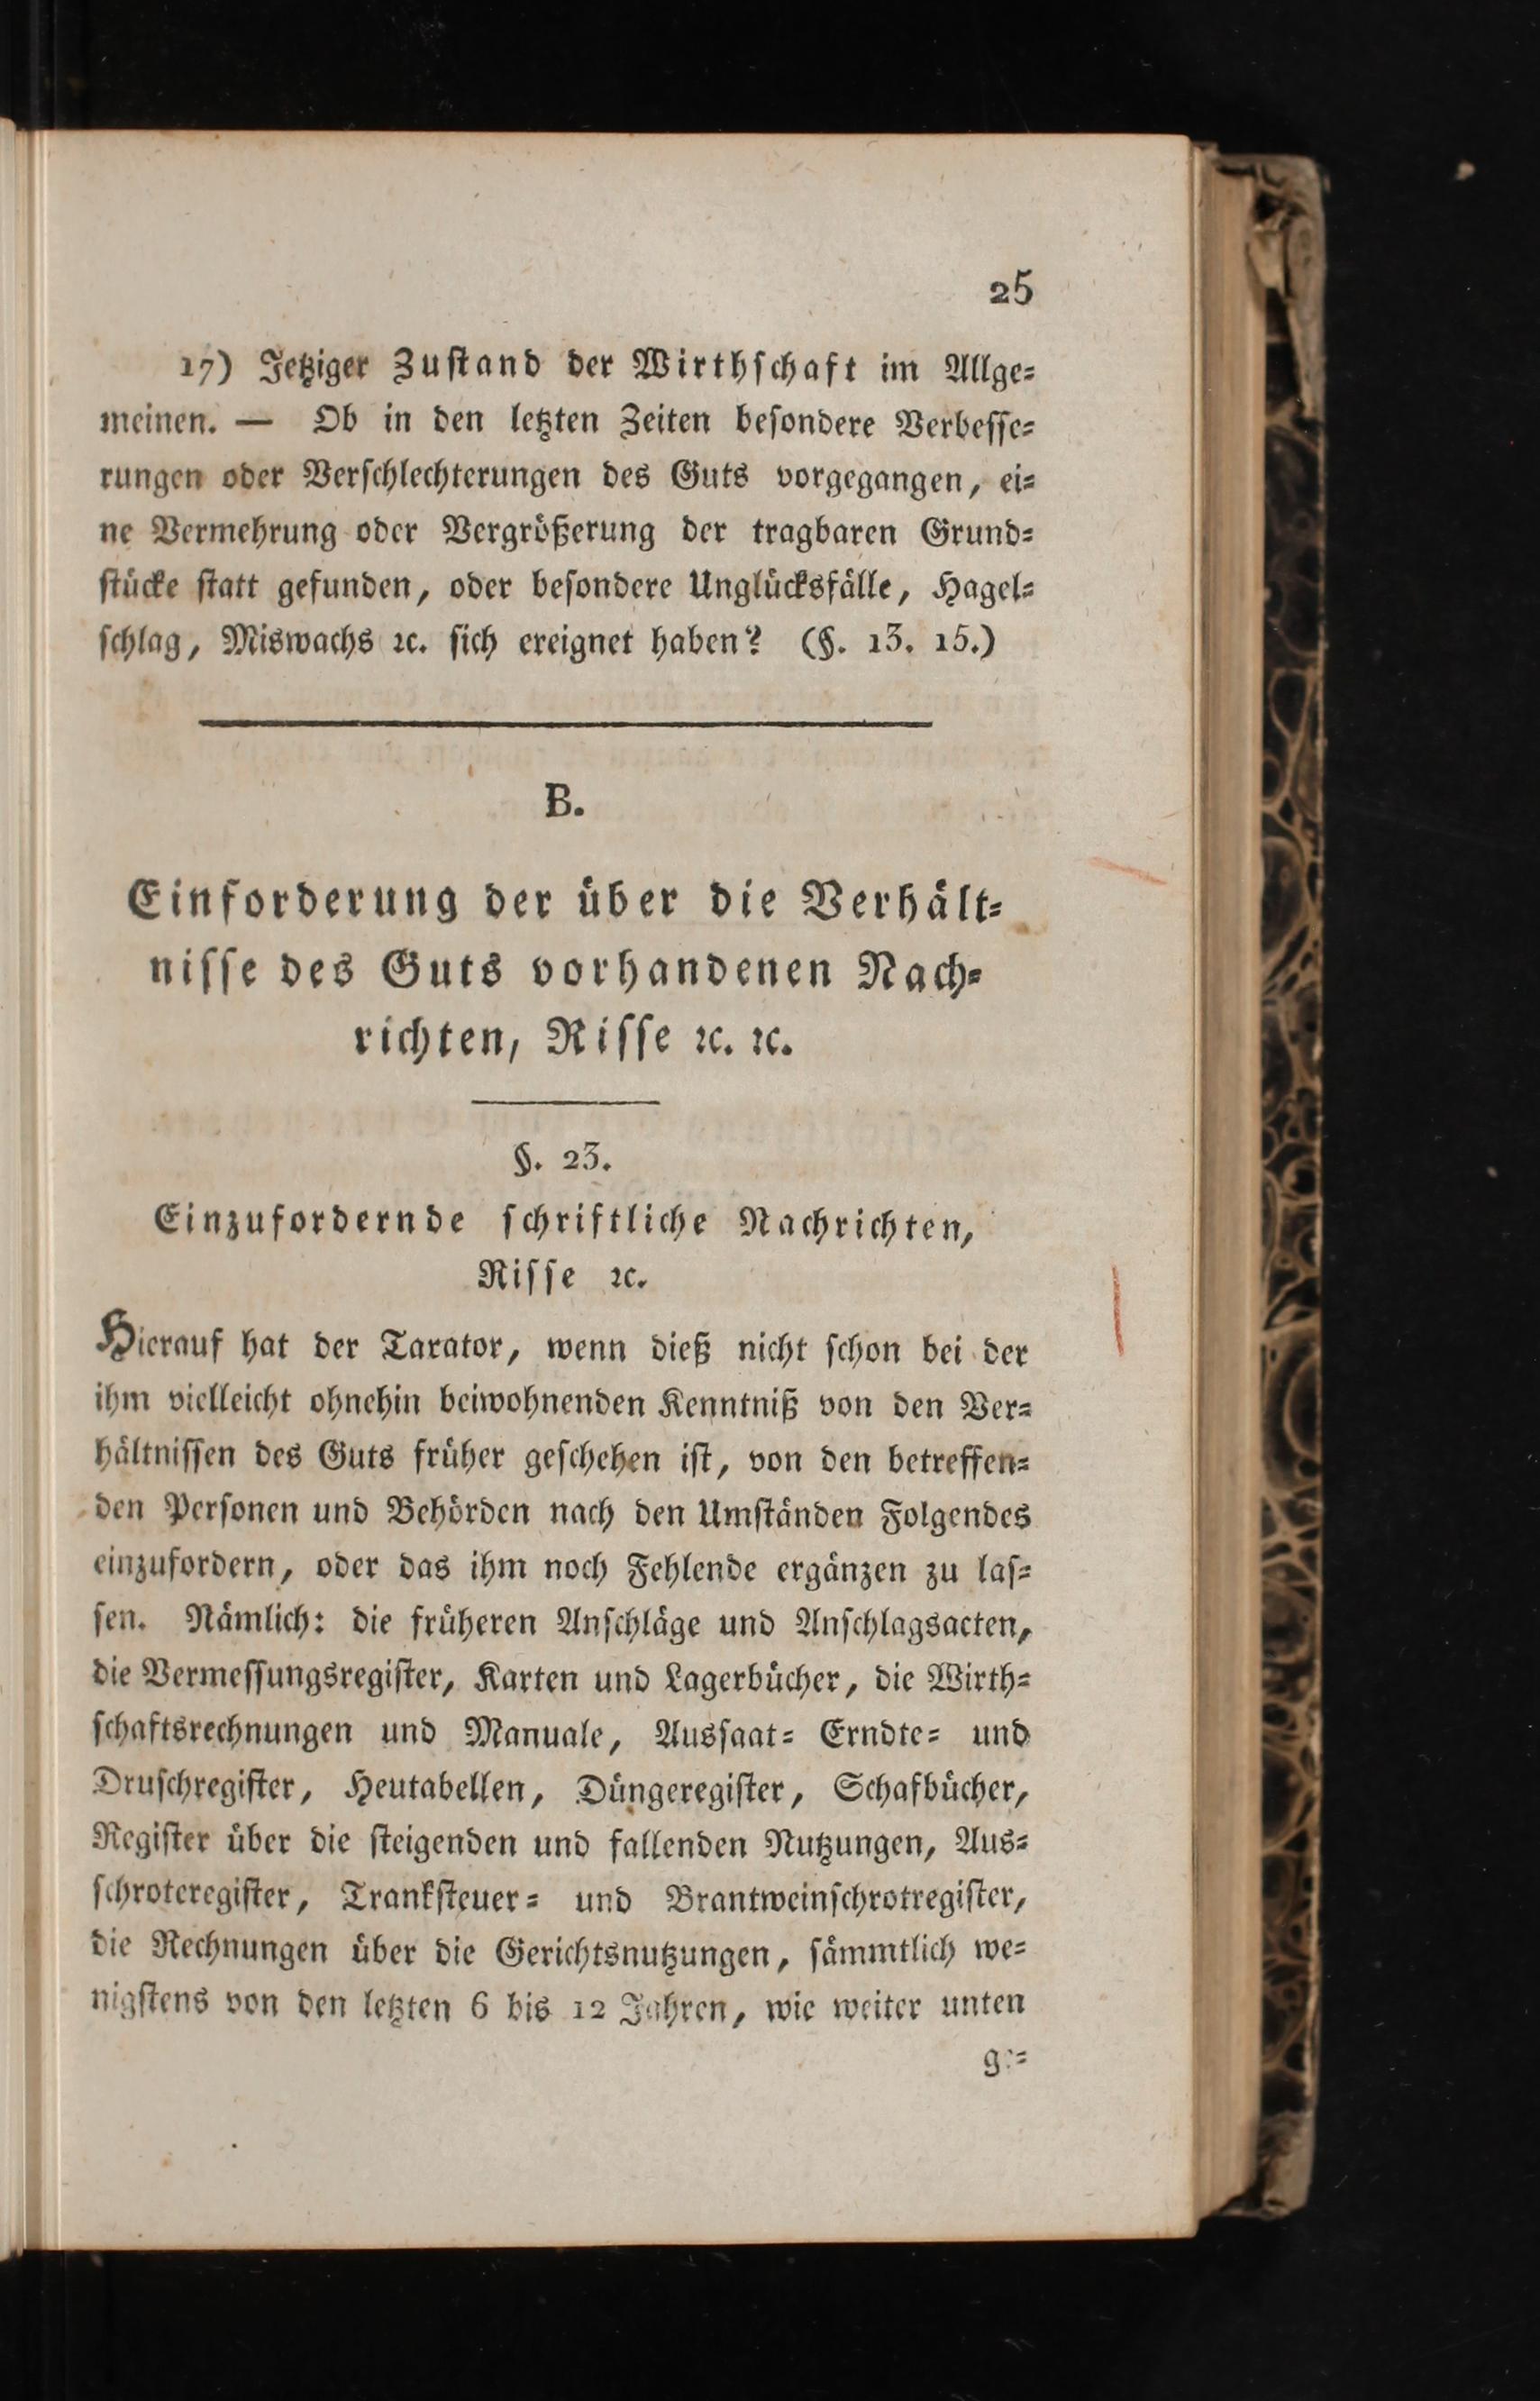 25
17) Jetziger Zuſtand der Wirthſchaft im Allge⸗
meinen. — Ob in den letzten Zeiten beſondere Verbeſſe⸗
rungen oder Verſchlechterungen des Guts vorgegangen, ei⸗
ne Vermehrung oder Vergrößerung der tragbaren Grund⸗
ſtücke ſtatt gefunden, oder beſondere Unglücksfälle, Hagel⸗
ſchlag, Miswachs ꝛc. ſich ereignet haben? (§. 13. 15.)
B.
Einforderung der über die Verhält⸗
niſſe des Guts vorhandenen Nach⸗
richten, Riſſe ꝛc. ꝛc.
§. 23.
Einzufordernde ſchriftliche Nachrichten,
Riſſe ꝛc.
Hierauf hat der Taxator, wenn dieß nicht ſchon bei der
ihm vielleicht ohnehin beiwohnenden Kenntniß von den Ver⸗
hältniſſen des Guts früher geſchehen iſt, von den betreffen⸗
den Perſonen und Behörden nach den Umſtänden Folgendes
einzufordern, oder das ihm noch Fehlende ergänzen zu laſ⸗
ſen. Nämlich: die früheren Anſchläge und Anſchlagsacten,
die Vermeſſungsregiſter, Karten und Lagerbücher, die Wirth⸗
ſchaftsrechnungen und Manuale, Ausſaat⸗ Erndte⸗ und
Druſchregiſter, Heutabellen, Düngeregiſter, Schafbücher,
Regiſter über die ſteigenden und fallenden Nutzungen, Aus⸗
ſchroteregiſter, Trankſteuer⸗ und Brantweinſchrotregiſter,
die Rechnungen über die Gerichtsnutzungen, ſämmtlich we⸗
nigſtens von den letzten 6 bis 12 Jahren, wie weiter unten
ge⸗